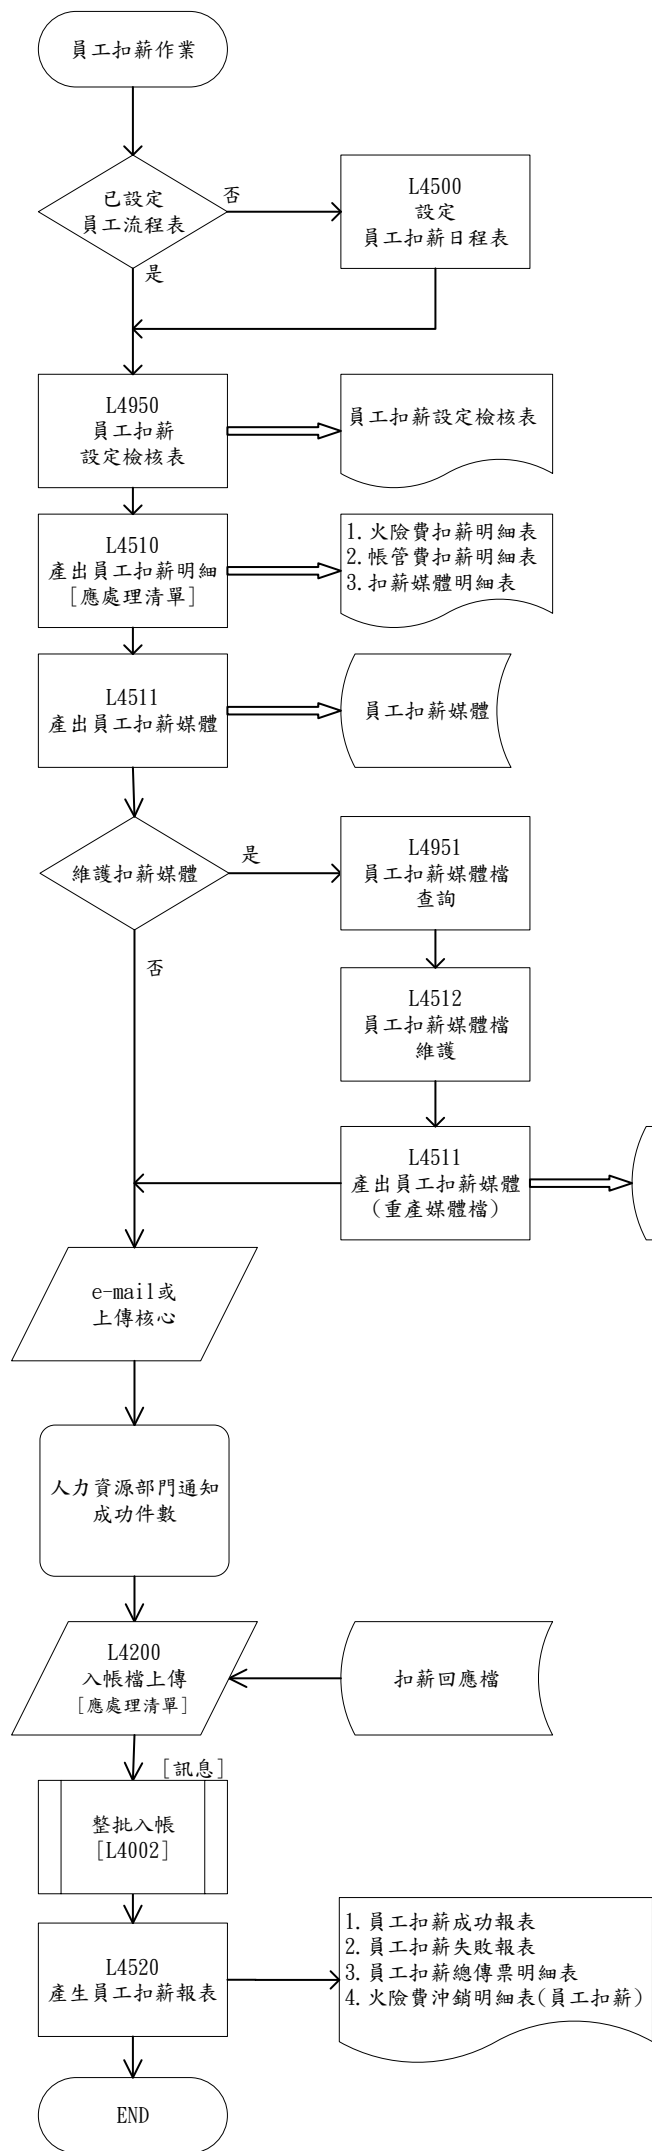 員工扣薪作業
已設定
員工流程表
否
是
L4500
設定
員工扣薪日程表
L4950
員工扣薪
設定檢核表
員工扣薪設定檢核表
L4510
產出員工扣薪明細
[應處理清單]
1.火險費扣薪明細表
2.帳管費扣薪明細表
3.扣薪媒體明細表
L4511
產出員工扣薪媒體
員工扣薪媒體
維護扣薪媒體
是
否
L4951
員工扣薪媒體檔
查詢
L4512
員工扣薪媒體檔
維護
L4511
產出員工扣薪媒體
(重產媒體檔)
e-mail或
上傳核心
人力資源部門通知
成功件數
L4200
入帳檔上傳
[應處理清單]
扣薪回應檔
[訊息]
整批入帳
[L4002]
L4520
產生員工扣薪報表
1.員工扣薪成功報表
2.員工扣薪失敗報表
3.員工扣薪總傳票明細表
4.火險費沖銷明細表(員工扣薪)
END